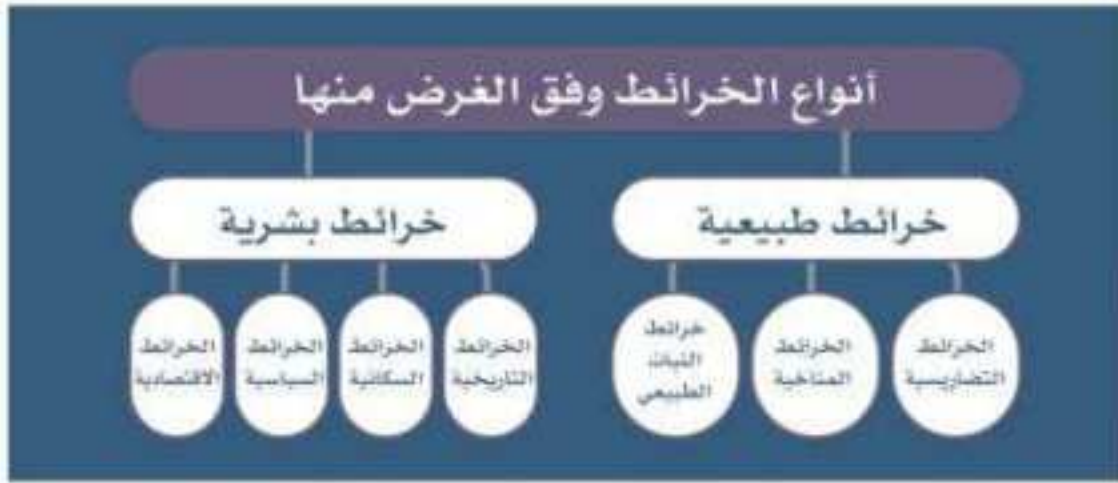 أنواع الخرائط وفق الغرض منها
خرائط طبيعية
خرائط بشرية
الخرائط
التضاريسية
الخرائط
المناخية
خرائط
النبات
الطبيعي
الخرائط
التاريخية
الخرائط
السكانية
الخرائط
السياسية
الخرائط
الاقتصادية